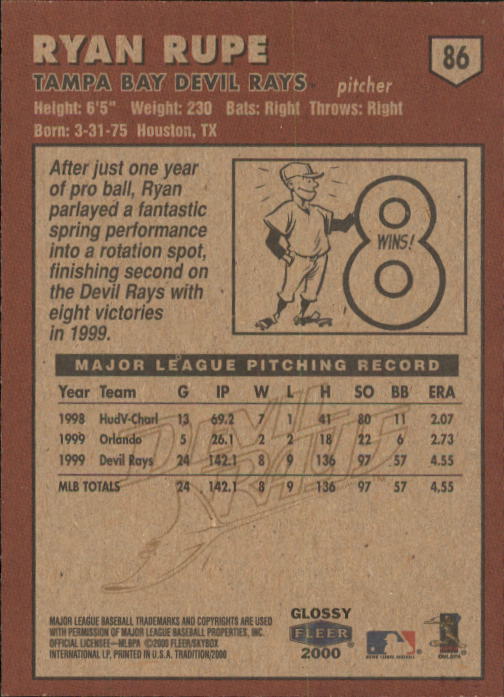 RYAN RUPE
86
TAMPA BAY DEVIL RAYS™ pitcher
Height: 6'5" Weight: 230 Bats: Right Throws: Right
Born: 3-31-75 Houston, TX
After just one year
of pro ball, Ryan
parlayed a fantastic
spring performance
into a rotation spot,
finishing second on
the Devil Rays with
eight victories
in 1999.
8
WINS!
MAJOR LEAGUE PITCHING RECORD
Year Team G IP W L H SO BB ERA
1998 HudV-Charl 13 69.2 7 1 41 80 11 2.07
1999 Orlando 5 26.1 2 2 18 22 6 2.73
1999 Devil Rays 24 142.1 8 9 136 97 57 4.55
MLB TOTALS 24 142.1 8 9 136 97 57 4.55
DEVIL
RAYS
MAJOR LEAGUE BASEBALL TRADEMARKS AND COPYRIGHTS ARE USED
WITH PERMISSION OF MAJOR LEAGUE BASEBALL PROPERTIES, INC.
OFFICIAL LICENSEE—MLBPA ©2000 FLEER/SKYBOX
INTERNATIONAL LP, PRINTED IN U.S.A. TRADITION/2000
GLOSSY
FLEER
2000